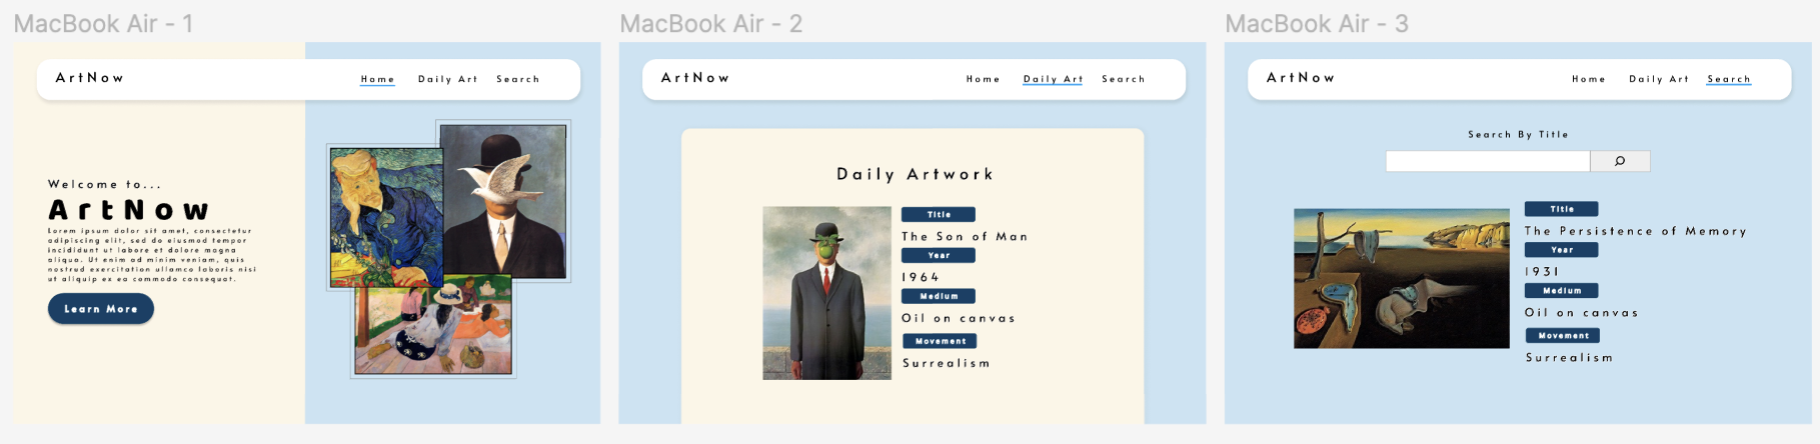 MacBook Air - 1
ArtNow
Home Daily Art Search
Welcome to...
ArtNow
Lorem ipsum dolor sit amet, consectetur
adipiscing elit, sed do eiusmod tempor
incididunt ut labore et dolore magna
aliqua. Ut enim ad minim veniam, quis
nostrud exercitation ullamco laboris nisi
ut aliquip ex ea commodo consequat.
Learn More
MacBook Air - 2
ArtNow
Home Daily Art Search
Daily Artwork
Title
The Son of Man
Year
1964
Medium
Oil on canvas
Movement
Surrealism
MacBook Air - 3
ArtNow
Home Daily Art Search
Search By Title
Title
The Persistence of Memory
Year
1931
Medium
Oil on canvas
Movement
Surrealism